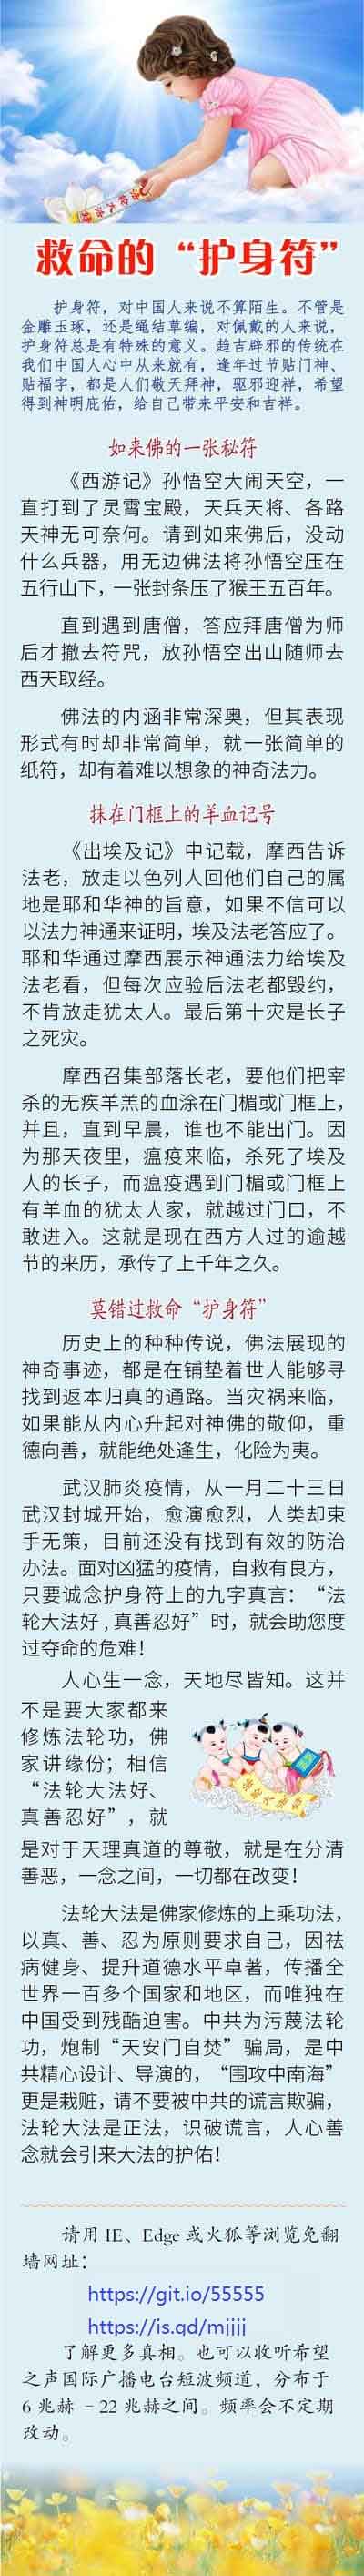 法轮大法好
救命的“护身符”
护身符，对中国人来说不算陌生。不管是
金雕玉琢，还是绳结草编，对佩戴的人来说，
护身符总是有特殊的意义。趋吉辟邪的传统在
我们中国人心中从来就有，逢年过节贴门神、
贴福字，都是人们敬天拜神，驱邪迎祥，希望
得到神明庇佑，给自己带来平安和吉祥。
如来佛的一张秘符
《西游记》孙悟空大闹天空，一
直打到了灵霄宝殿，天兵天将、各路
天神无可奈何。请到如来佛后，没动
什么兵器，用无边佛法将孙悟空压在
五行山下，一张封条压了猴王五百年。
直到遇到唐僧，答应拜唐僧为师
后才撤去符咒，放孙悟空出山随师去
西天取经。
佛法的内涵非常深奥，但其表现
形式有时却非常简单，就一张简单的
纸符，却有着难以想象的神奇法力。
抹在门框上的羊血记号
《出埃及记》中记载，摩西告诉
法老，放走以色列人回他们自己的属
地是耶和华神的旨意，如果不信可以
以法力神通来证明，埃及法老答应了。
耶和华通过摩西展示神通法力给埃及
法老看，但每次应验后法老都毁约，
不肯放走犹太人。最后第十灾是长子
之死灾。
摩西召集部落长老，要他们把宰
杀的无疾羊羔的血涂在门楣或门框上，
并且，直到早晨，谁也不能出门。因
为那天夜里，瘟疫来临，杀死了埃及
人的长子，而瘟疫遇到门楣或门框上
有羊血的犹太人家，就越过门口，不
敢进入。这就是现在西方人过的逾越
节的来历，承传了上千年之久。
莫错过救命“护身符”
历史上的种种传说，佛法展现的
神奇事迹，都是在铺垫着世人能够寻
找到返本归真的通路。当灾祸来临，
如果能从内心升起对神佛的敬仰，重
德向善，就能绝处逢生，化险为夷。
武汉肺炎疫情，从一月二十三日
武汉封城开始，愈演愈烈，人类却束
手无策，目前还没有找到有效的防治
办法。面对凶猛的疫情，自救有良方，
只要诚念护身符上的九字真言：“法
轮大法好,真善忍好”时，就会助您度
过夺命的危难！
人心生一念，天地尽皆知。这并
不是要大家都来
修炼法轮功，佛
家讲缘份；相信
“法轮大法好、
真善忍好”，就
法轮大法好
是对于天理真道的尊敬，就是在分清
善恶，一念之间，一切都在改变！
法轮大法是佛家修炼的上乘功法，
以真、善、忍为原则要求自己，因祛
病健身、提升道德水平卓著，传播全
世界一百多个国家和地区，而唯独在
中国受到残酷迫害。中共为污蔑法轮
功，炮制“天安门自焚”骗局，是中
共精心设计、导演的，“围攻中南海”
更是栽赃，请不要被中共的谎言欺骗，
法轮大法是正法，识破谎言，人心善
念就会引来大法的护佑！
请用 IE、Edge 或火狐等浏览免翻
墙网址：
https://git.io/55555
https://is.gd/mjiiii
了解更多真相。也可以收听希望
之声国际广播电台短波频道，分布于
6 兆赫 – 22 兆赫之间。频率会不定期
改动。